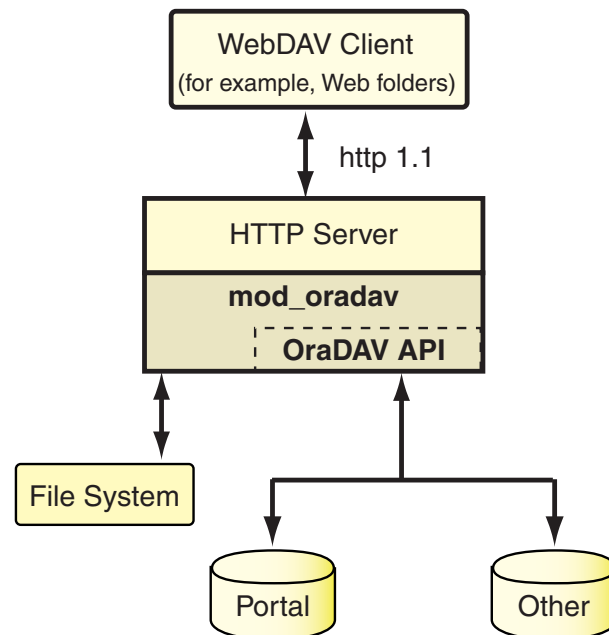 WebDAV Client
(for example, Web folders)
http 1.1
HTTP Server
mod_oradav
OraDAV API
File System
Portal
Other